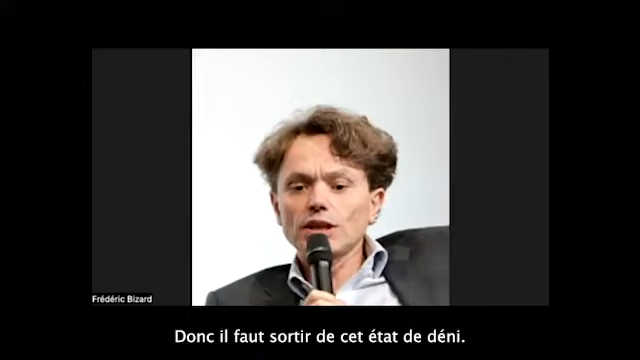 Frédéric Bizard
Donc il faut sortir de cet état de déni.